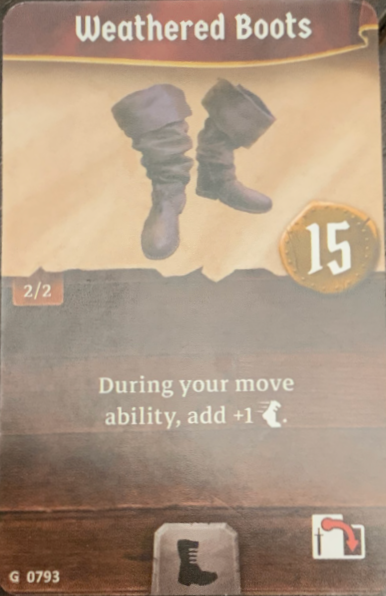 Weathered Boots
15
2/2
During your move
ability, add +1 .
G 0793